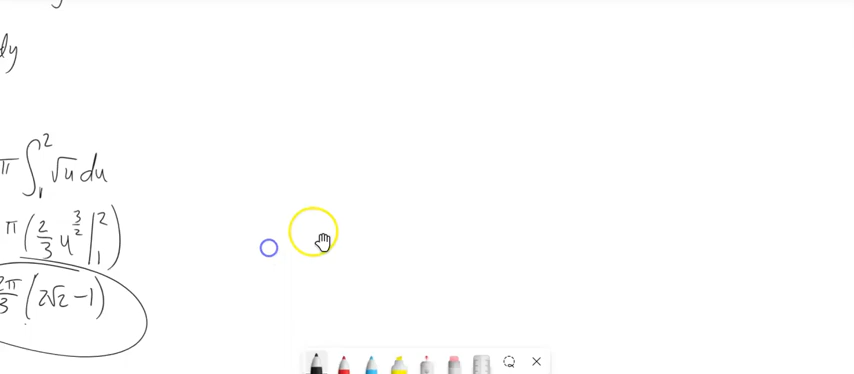 dy
π ∫₁² √u du
π (2/3 u^(3/2) |₁²)
2π/3 (2√2 − 1)